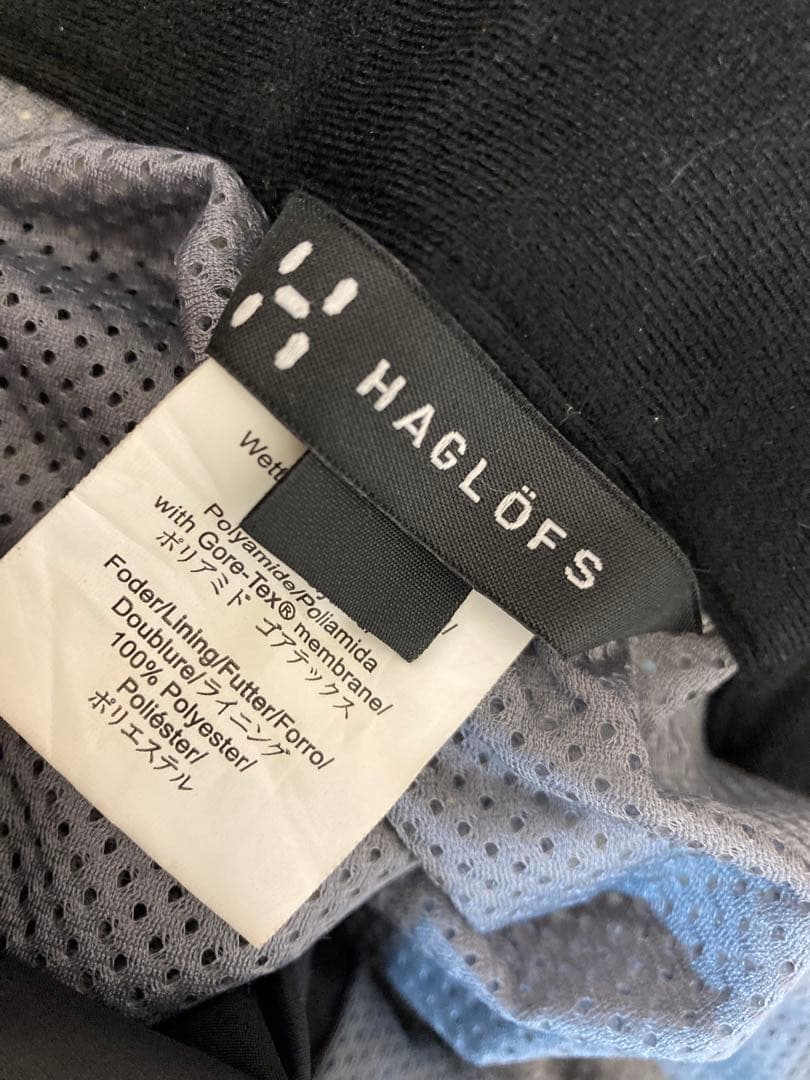 HAGLÖFS
Polyamide/Poliamida
with Gore-Tex® membrane/
ポリアミド ゴアテックス
Foder/Lining/Futter/Forro/
Doublure/ライニング
100% Polyester/
Poliéster/
ポリエステル